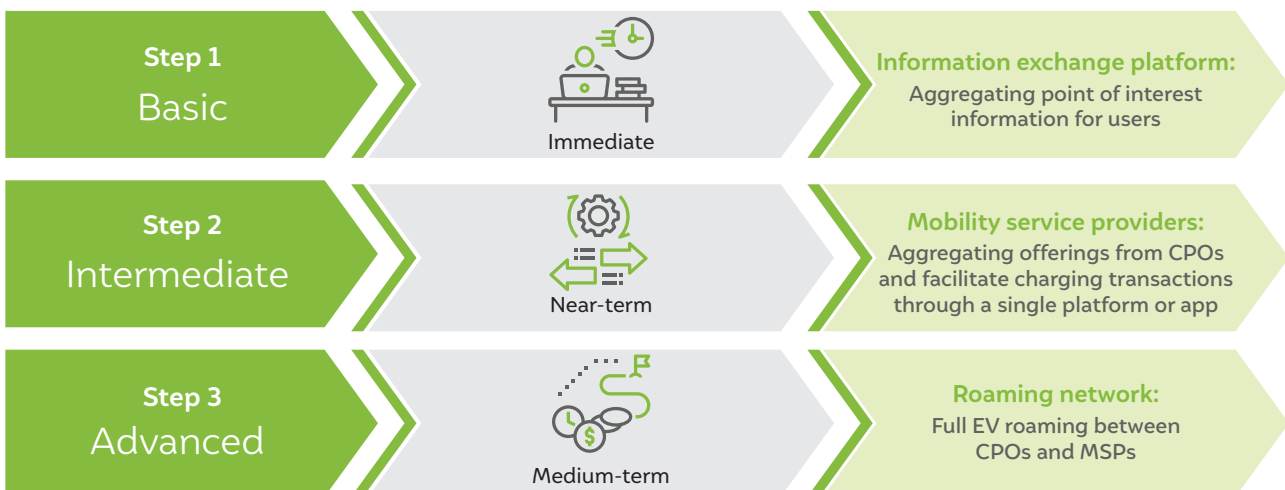 Step 1
Basic
Immediate
Information exchange platform:
Aggregating point of interest
information for users
Step 2
Intermediate
Near-term
Mobility service providers:
Aggregating offerings from CPOs
and facilitate charging transactions
through a single platform or app
Step 3
Advanced
$
Medium-term
Roaming network:
Full EV roaming between
CPOs and MSPs